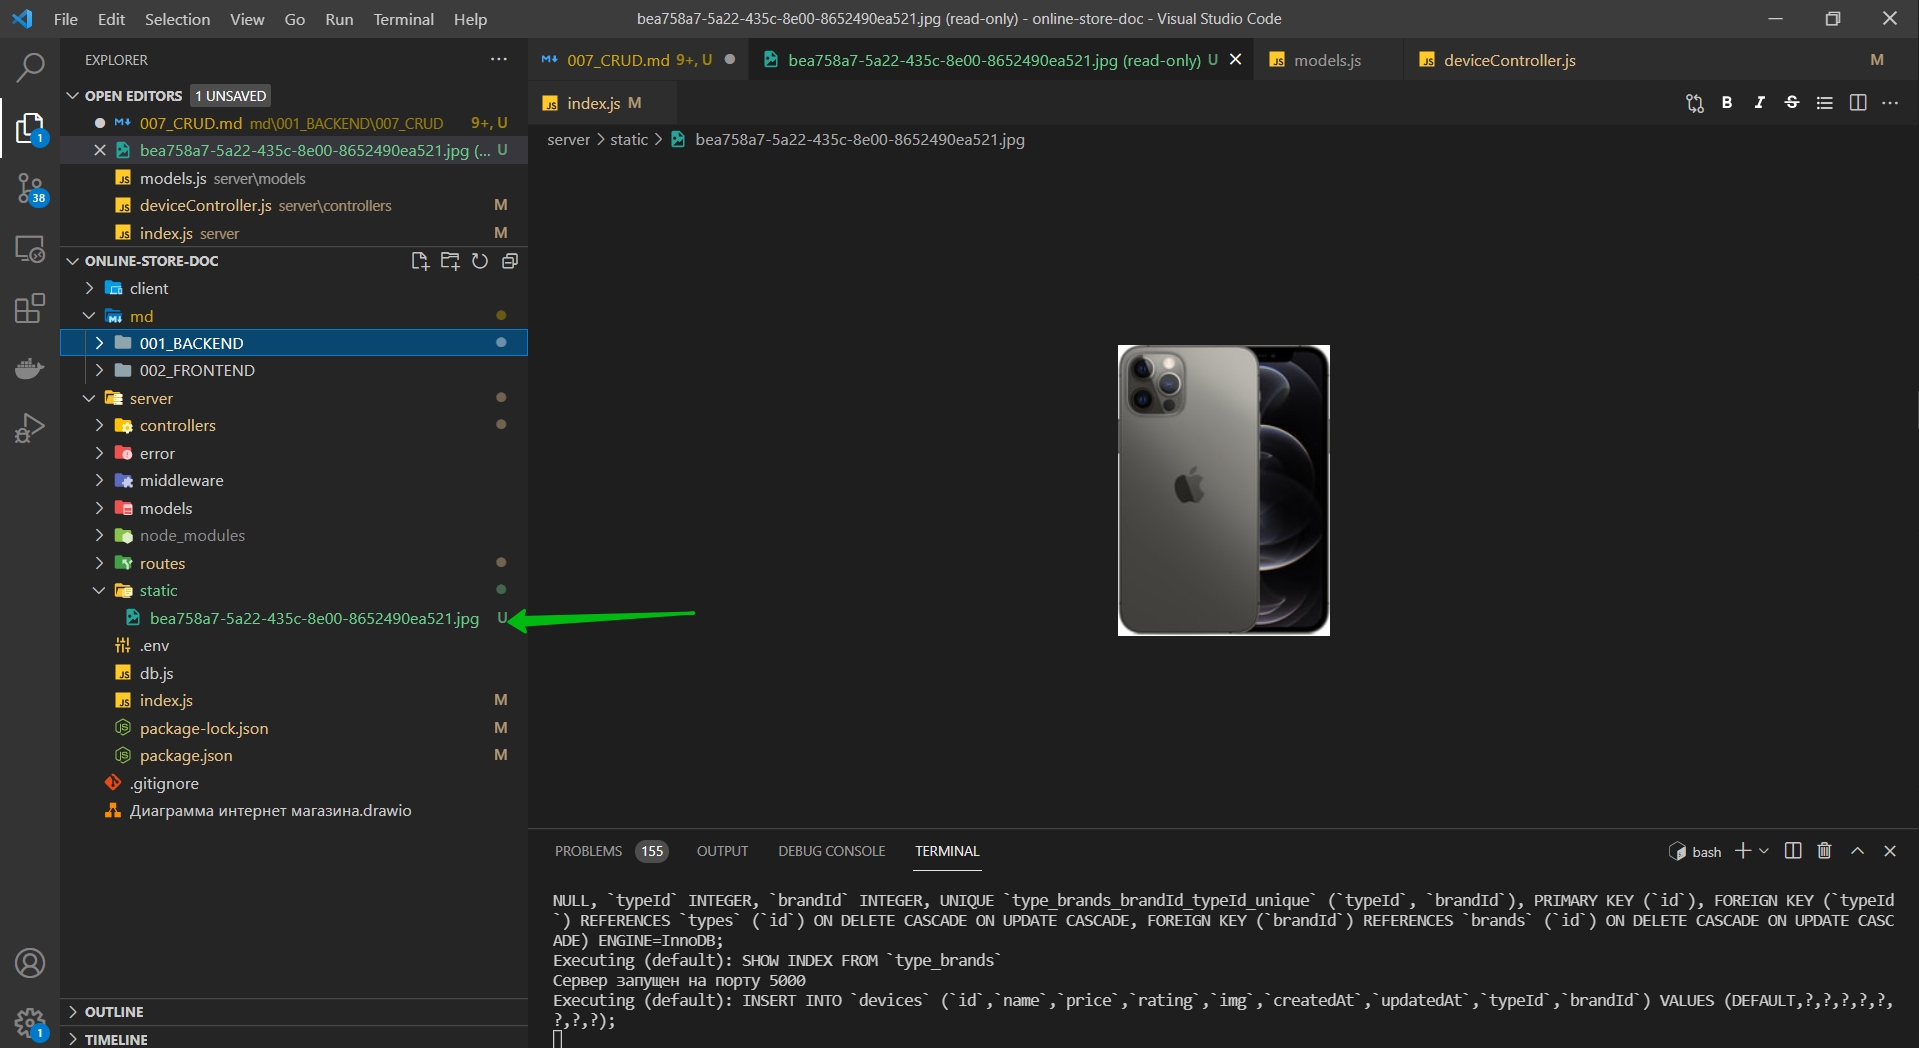 File Edit Selection View Go Run Terminal Help
bea758a7-5a22-435c-8e00-8652490ea521.jpg (read-only) - online-store-doc - Visual Studio Code
EXPLORER
OPEN EDITORS 1 UNSAVED
007_CRUD.md md\001_BACKEND\007_CRUD 9+, U
bea758a7-5a22-435c-8e00-8652490ea521.jpg (... U
models.js server\models
deviceController.js server\controllers M
index.js server M
ONLINE-STORE-DOC
client
md
001_BACKEND
002_FRONTEND
server
controllers
error
middleware
models
node_modules
routes
static
bea758a7-5a22-435c-8e00-8652490ea521.jpg U
.env
db.js
index.js M
package-lock.json M
package.json M
.gitignore
Диаграмма интернет магазина.drawio
OUTLINE
TIMELINE
1
38
1
007_CRUD.md 9+, U
bea758a7-5a22-435c-8e00-8652490ea521.jpg (read-only) U
models.js
deviceController.js M
index.js M
server > static > bea758a7-5a22-435c-8e00-8652490ea521.jpg
PROBLEMS 155 OUTPUT DEBUG CONSOLE TERMINAL
bash
NULL, `typeId` INTEGER, `brandId` INTEGER, UNIQUE `type_brands_brandId_typeId_unique` (`typeId`, `brandId`), PRIMARY KEY (`id`), FOREIGN KEY (`typeId
`) REFERENCES `types` (`id`) ON DELETE CASCADE ON UPDATE CASCADE, FOREIGN KEY (`brandId`) REFERENCES `brands` (`id`) ON DELETE CASCADE ON UPDATE CASC
ADE) ENGINE=InnoDB;
Executing (default): SHOW INDEX FROM `type_brands`
Сервер запущен на порту 5000
Executing (default): INSERT INTO `devices` (`id`,`name`,`price`,`rating`,`img`,`createdAt`,`updatedAt`,`typeId`,`brandId`) VALUES (DEFAULT,?,?,?,?,?,
?,?,?);